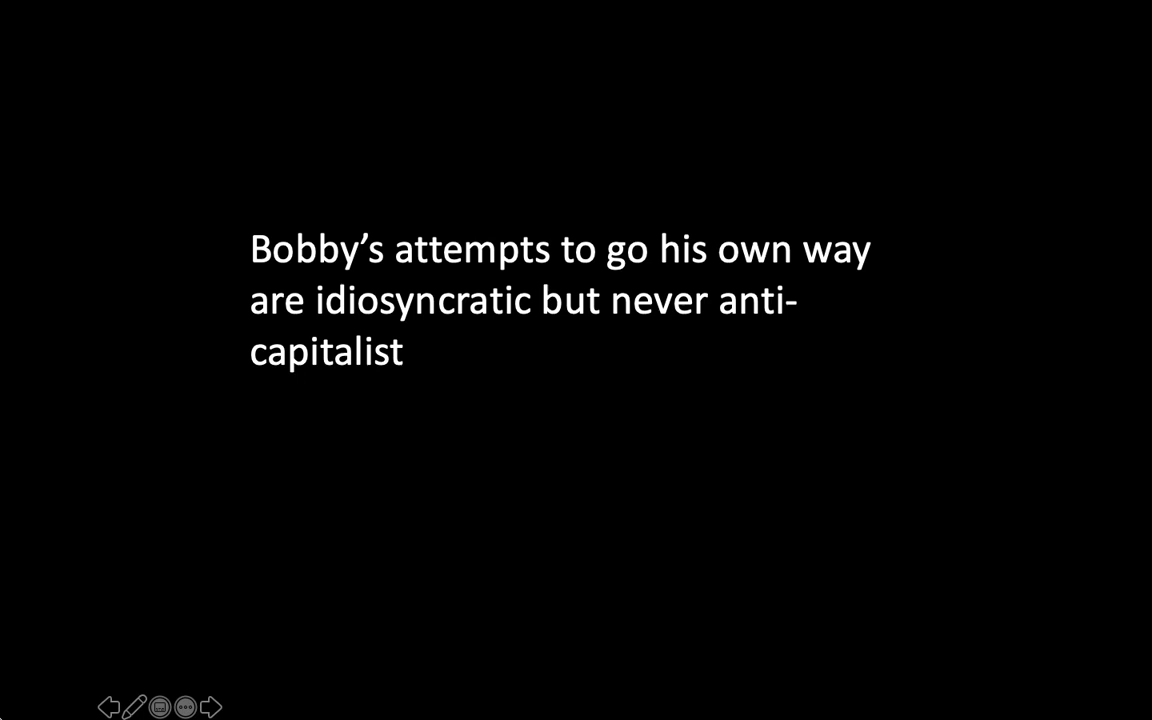 Bobby’s attempts to go his own way
are idiosyncratic but never anti-
capitalist